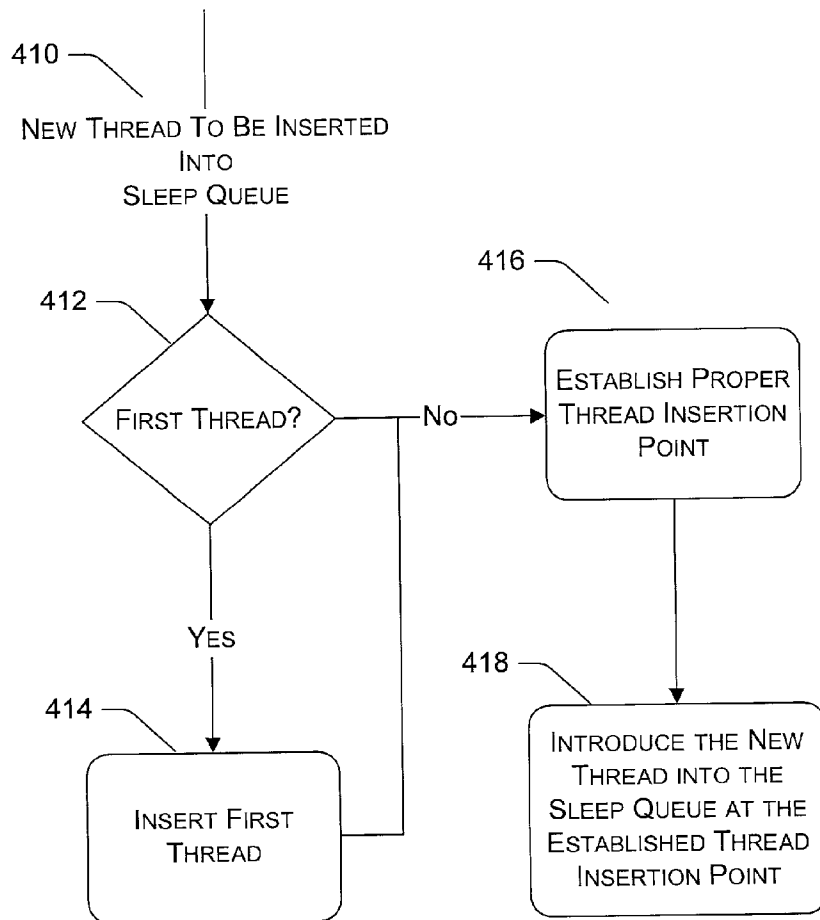 410
NEW THREAD TO BE INSERTED
INTO
SLEEP QUEUE
412
FIRST THREAD?
NO
416
ESTABLISH PROPER
THREAD INSERTION
POINT
YES
414
INSERT FIRST
THREAD
418
INTRODUCE THE NEW
THREAD INTO THE
SLEEP QUEUE AT THE
ESTABLISHED THREAD
INSERTION POINT